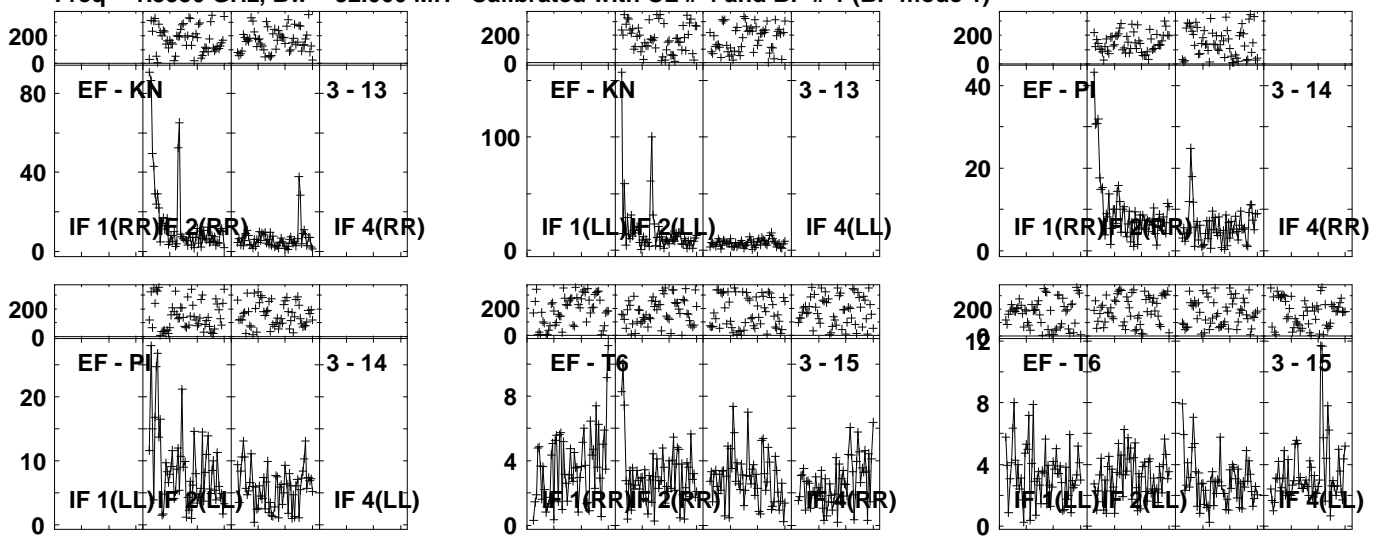 200
0
80
40
0
EF - KN
3 - 13
IF 1(RR)
IF 2(RR)
IF 4(RR)
200
0
100
0
EF - KN
3 - 13
IF 1(LL)
IF 2(LL)
IF 4(LL)
200
0
40
20
0
EF - PI
3 - 14
IF 1(RR)
IF 2(RR)
IF 4(RR)
200
0
20
10
0
EF - PI
3 - 14
IF 1(LL)
IF 2(LL)
IF 4(LL)
200
0
8
4
0
EF - T6
3 - 15
IF 1(RR)
IF 2(RR)
IF 4(RR)
200
0
12
8
4
0
EF - T6
3 - 15
IF 1(LL)
IF 2(LL)
IF 4(LL)